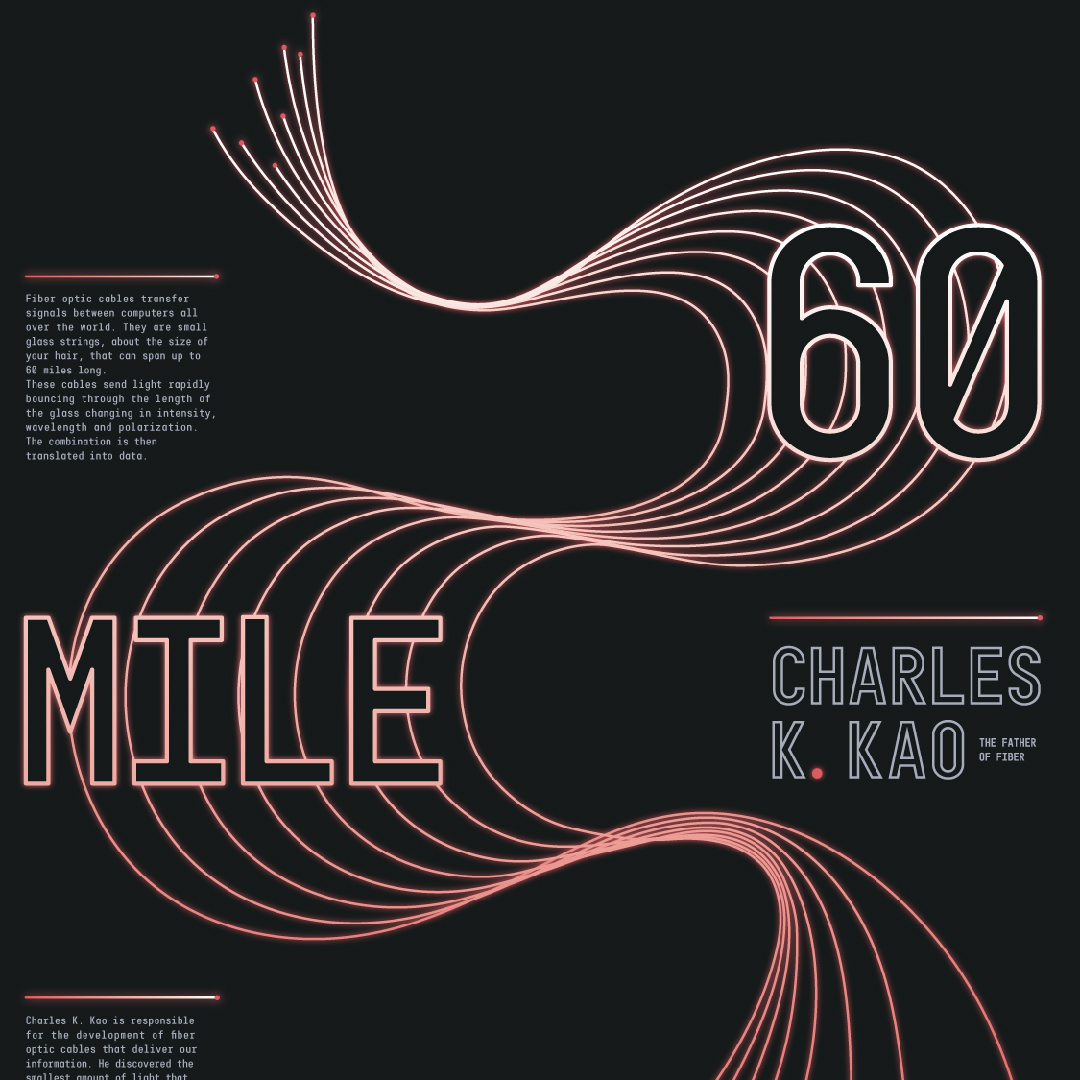 60
Fiber optic cables transfer
signals between computers all
over the world. They are small
glass strings, about the size of
your hair, that can span up to
60 miles long.
These cables send light rapidly
bouncing through the length of
the glass changing in intensity,
wavelength and polarization.
The combination is then
translated into data.
MILE
CHARLES
K. KAO
THE FATHER
OF FIBER
Charles K. Kao is responsible
for the development of fiber
optic cables that deliver our
information. He discovered the
smallest amount of light that